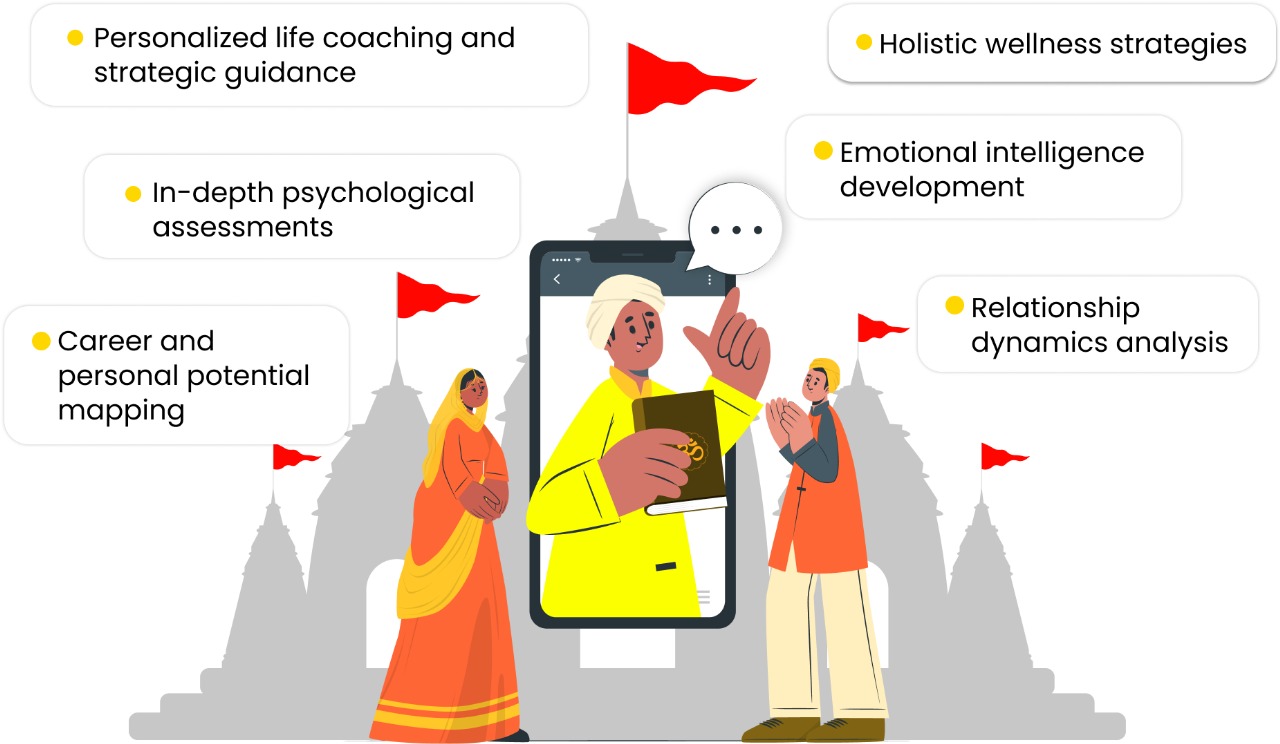 Personalized life coaching and
strategic guidance
Holistic wellness strategies
Emotional intelligence
development
In-depth psychological
assessments
Relationship
dynamics analysis
Career and
personal potential
mapping
ॐ